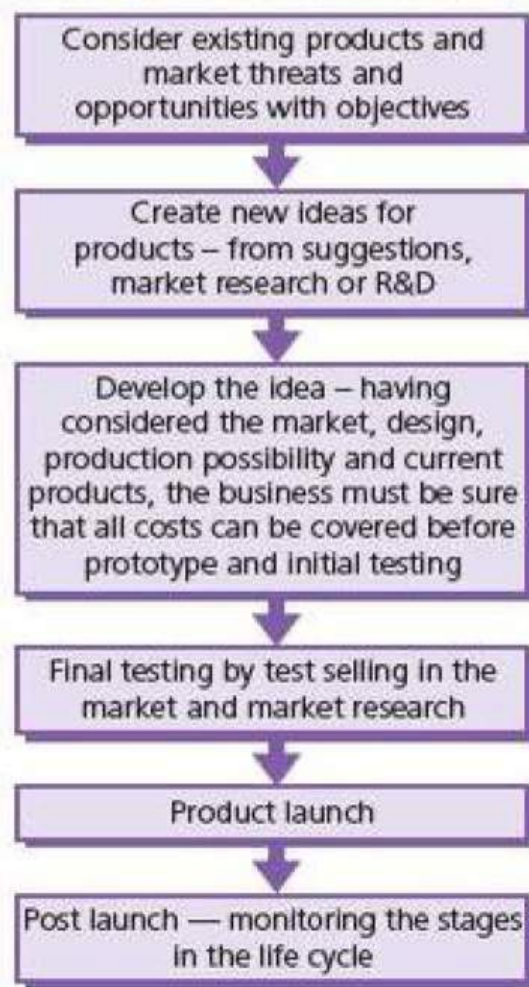 Consider existing products and
market threats and
opportunities with objectives
Create new ideas for
products – from suggestions,
market research or R&D
Develop the idea – having
considered the market, design,
production possibility and current
products, the business must be sure
that all costs can be covered before
prototype and initial testing
Final testing by test selling in the
market and market research
Product launch
Post launch — monitoring the stages
in the life cycle